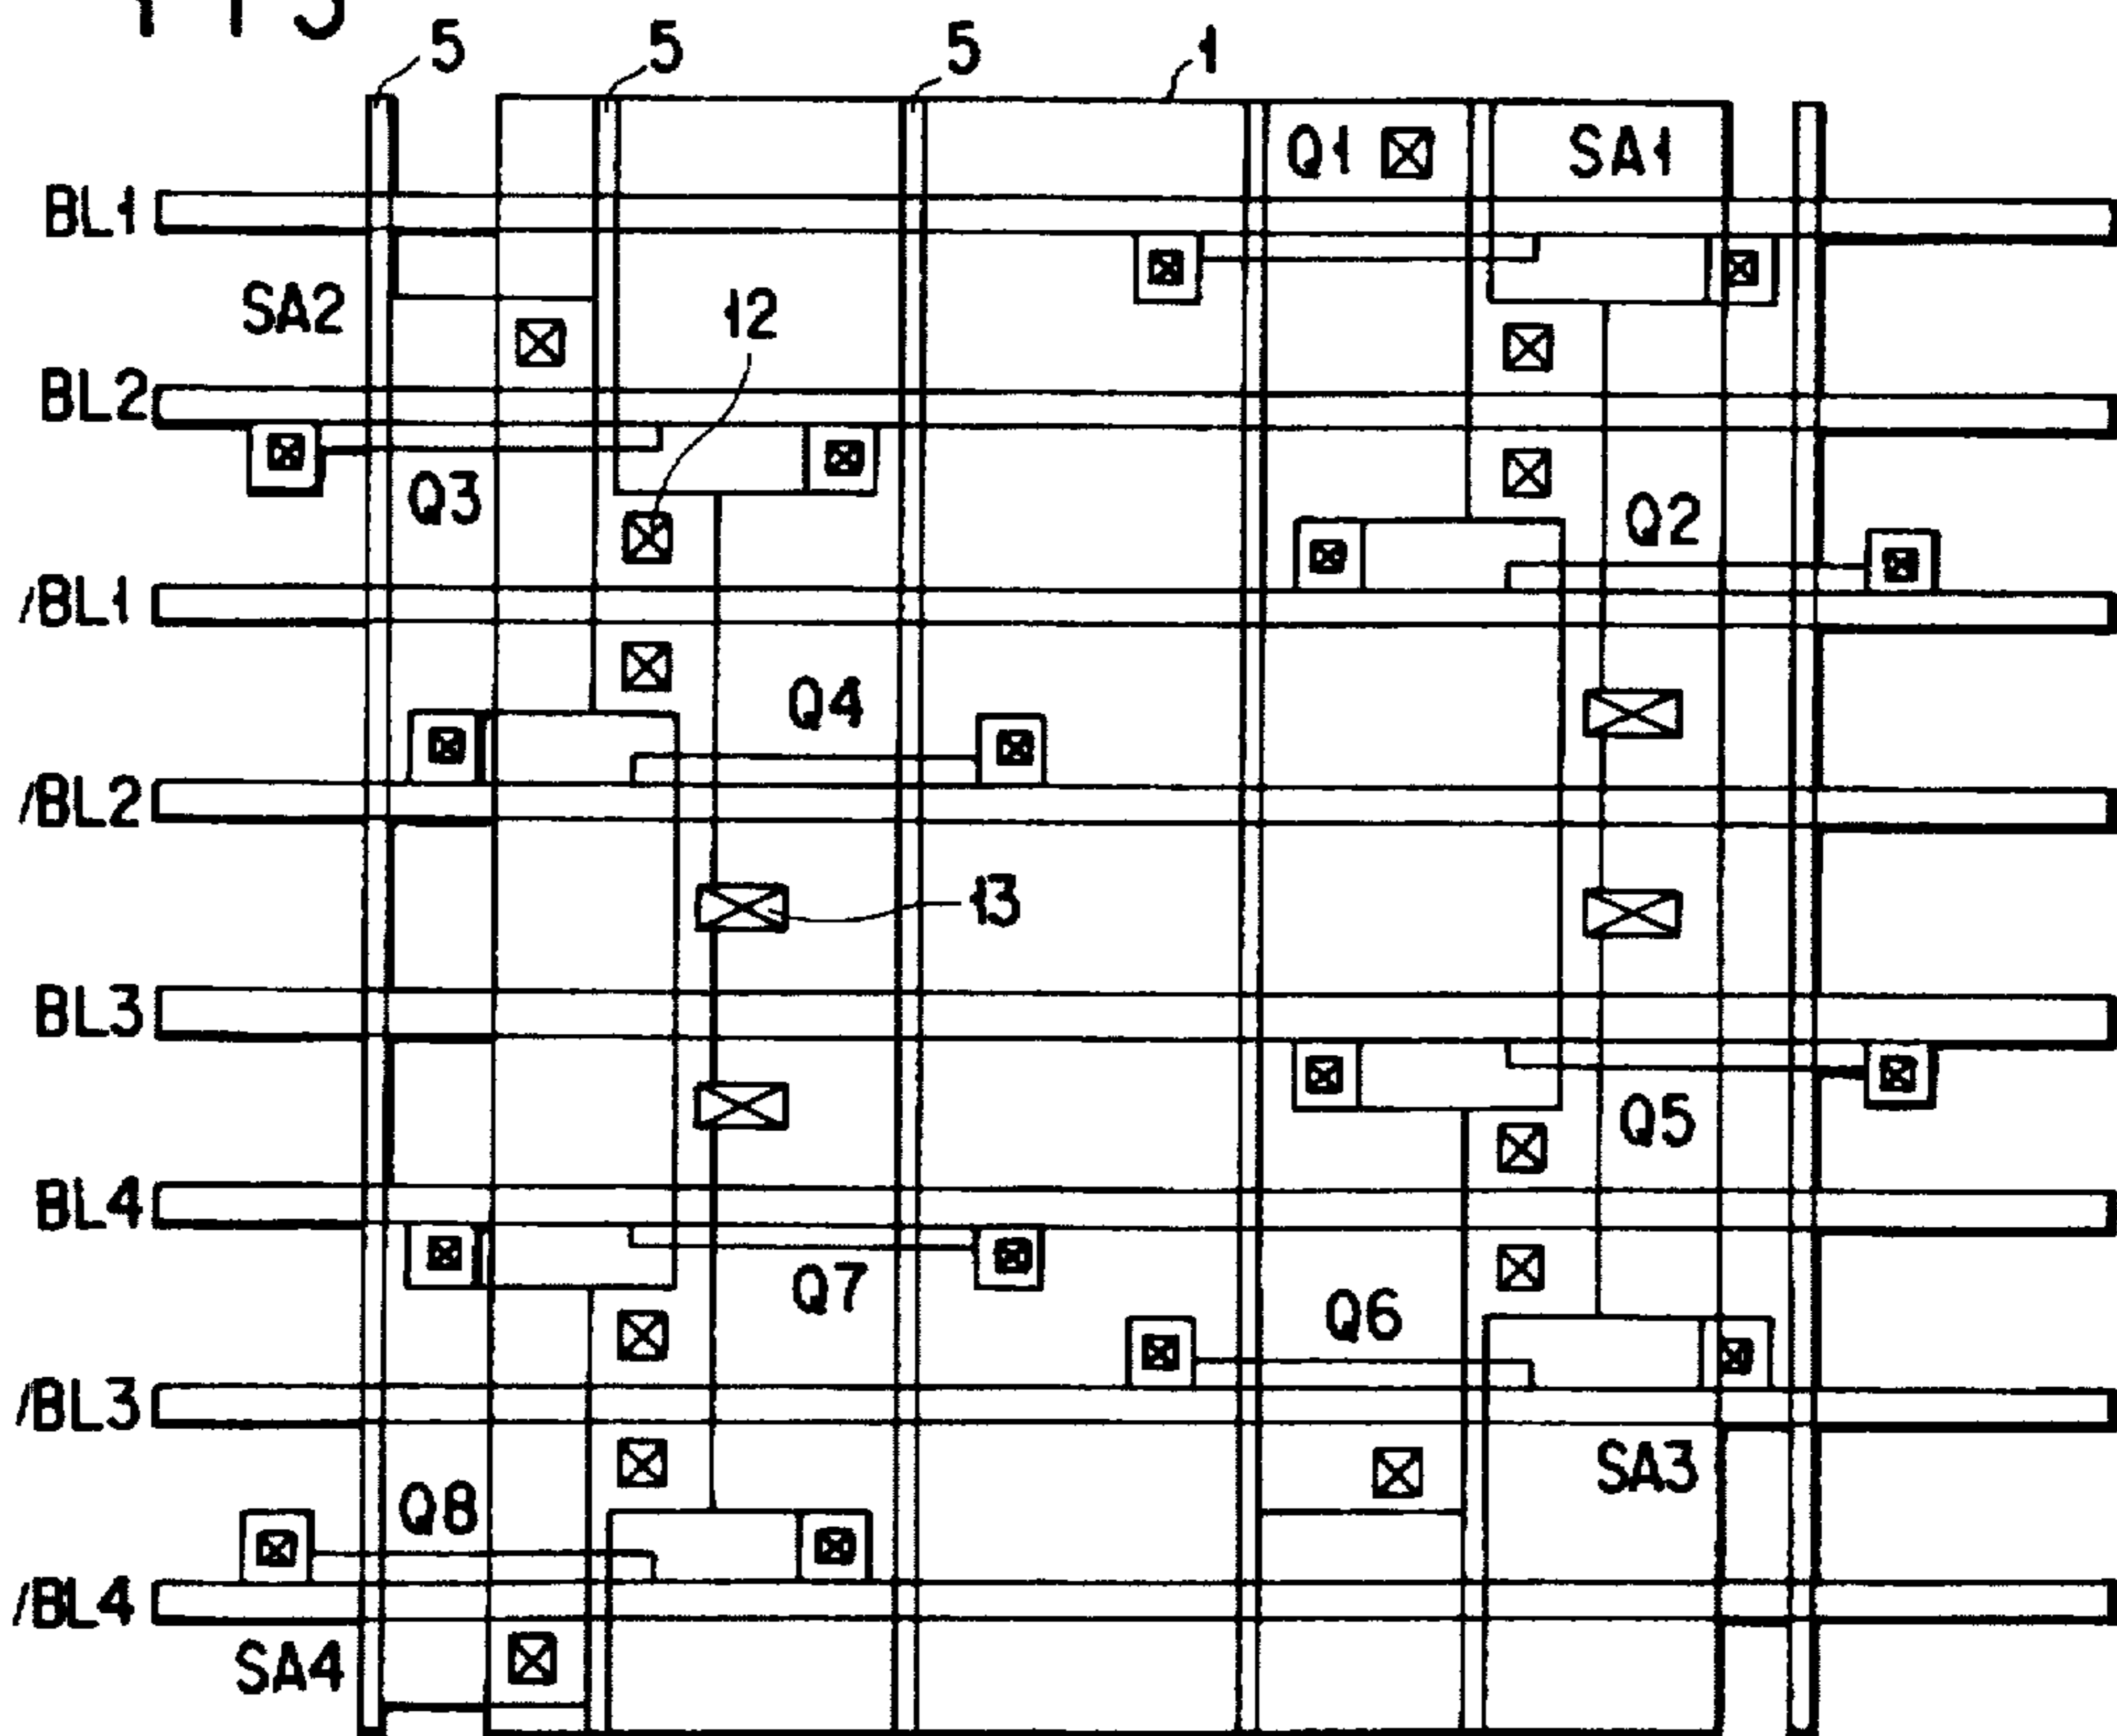 5 5 5 1
Q1 SA1
BL1
SA2 12
BL2
Q3 Q2
/BL1
Q4
/BL2
13
BL3
Q5
BL4
Q7 Q6
/BL3
SA3
Q8
/BL4
SA4